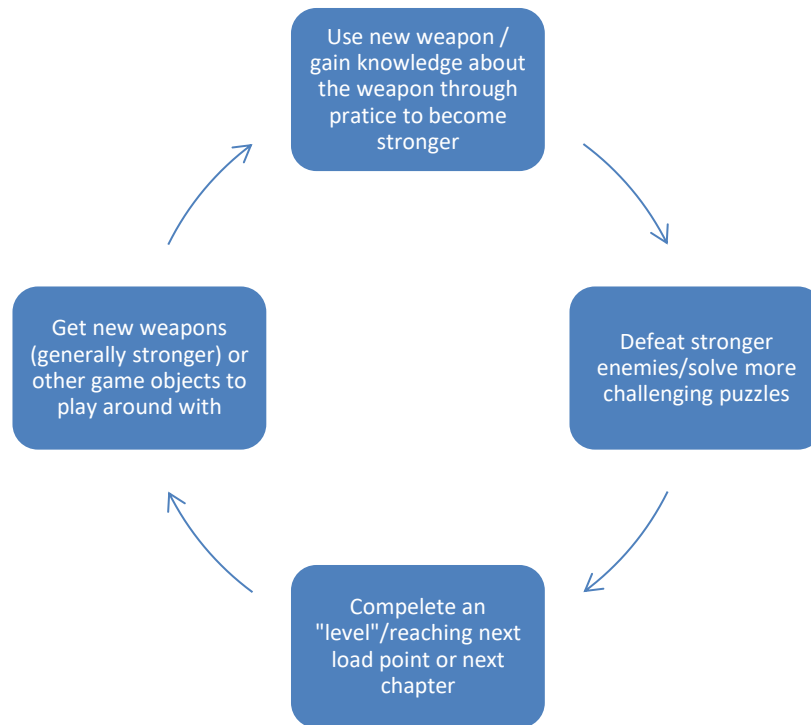 Use new weapon /
gain knowledge about
the weapon through
pratice to become
stronger
Defeat stronger
enemies/solve more
challenging puzzles
Compelete an
"level"/reaching next
load point or next
chapter
Get new weapons
(generally stronger) or
other game objects to
play around with